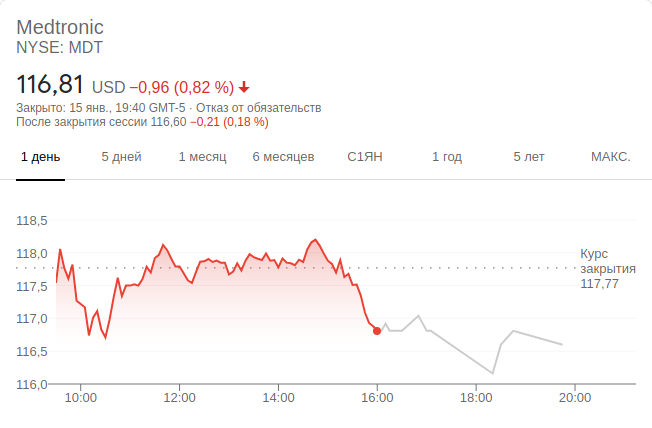 Medtronic
NYSE: MDT
116,81 USD −0,96 (0,82 %)
Закрыто: 15 янв., 19:40 GMT-5 · Отказ от обязательств
После закрытия сессии 116,60 −0,21 (0,18 %)
1 день 5 дней 1 месяц 6 месяцев С1ЯН 1 год 5 лет МАКС.
118,5
118,0
117,5
117,0
116,5
116,0
Курс
закрытия
117,77
10:00 12:00 14:00 16:00 18:00 20:00